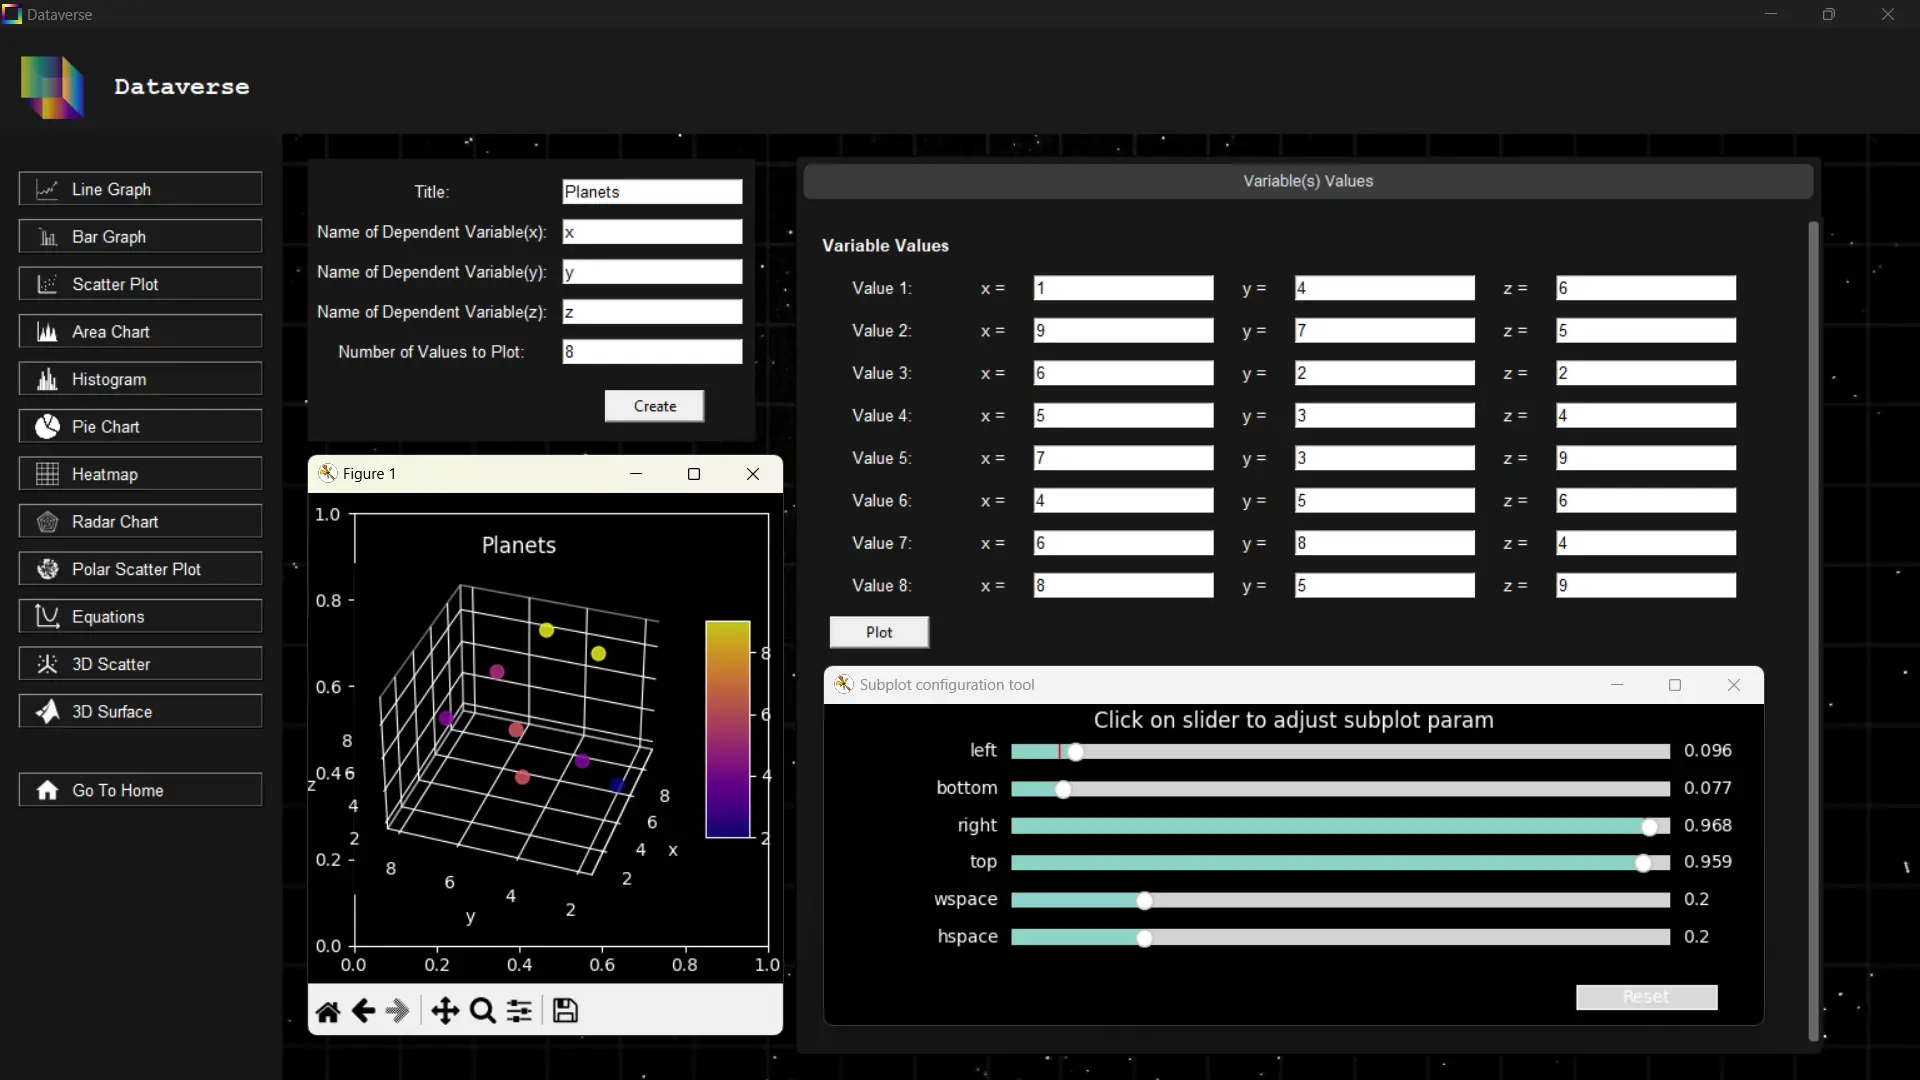 Dataverse
Dataverse
Line Graph
Bar Graph
Scatter Plot
Area Chart
Histogram
Pie Chart
Heatmap
Radar Chart
Polar Scatter Plot
Equations
3D Scatter
3D Surface
Go To Home
Title: Planets
Name of Dependent Variable(x): x
Name of Dependent Variable(y): y
Name of Dependent Variable(z): z
Number of Values to Plot: 8
Create
Variable(s) Values
Variable Values
Value 1: x = 1 y = 4 z = 6
Value 2: x = 9 y = 7 z = 5
Value 3: x = 6 y = 2 z = 2
Value 4: x = 5 y = 3 z = 4
Value 5: x = 7 y = 3 z = 9
Value 6: x = 4 y = 5 z = 6
Value 7: x = 6 y = 8 z = 4
Value 8: x = 8 y = 5 z = 9
Plot
Figure 1
Planets
1.0
0.8
0.6
0.4
0.2
0.0
0.0 0.2 0.4 0.6 0.8 1.0
z
8
6
4
2
8 6 4 2
y
8
6
4
2
x
8
6
4
2
Subplot configuration tool
Click on slider to adjust subplot param
left 0.096
bottom 0.077
right 0.968
top 0.959
wspace 0.2
hspace 0.2
Reset